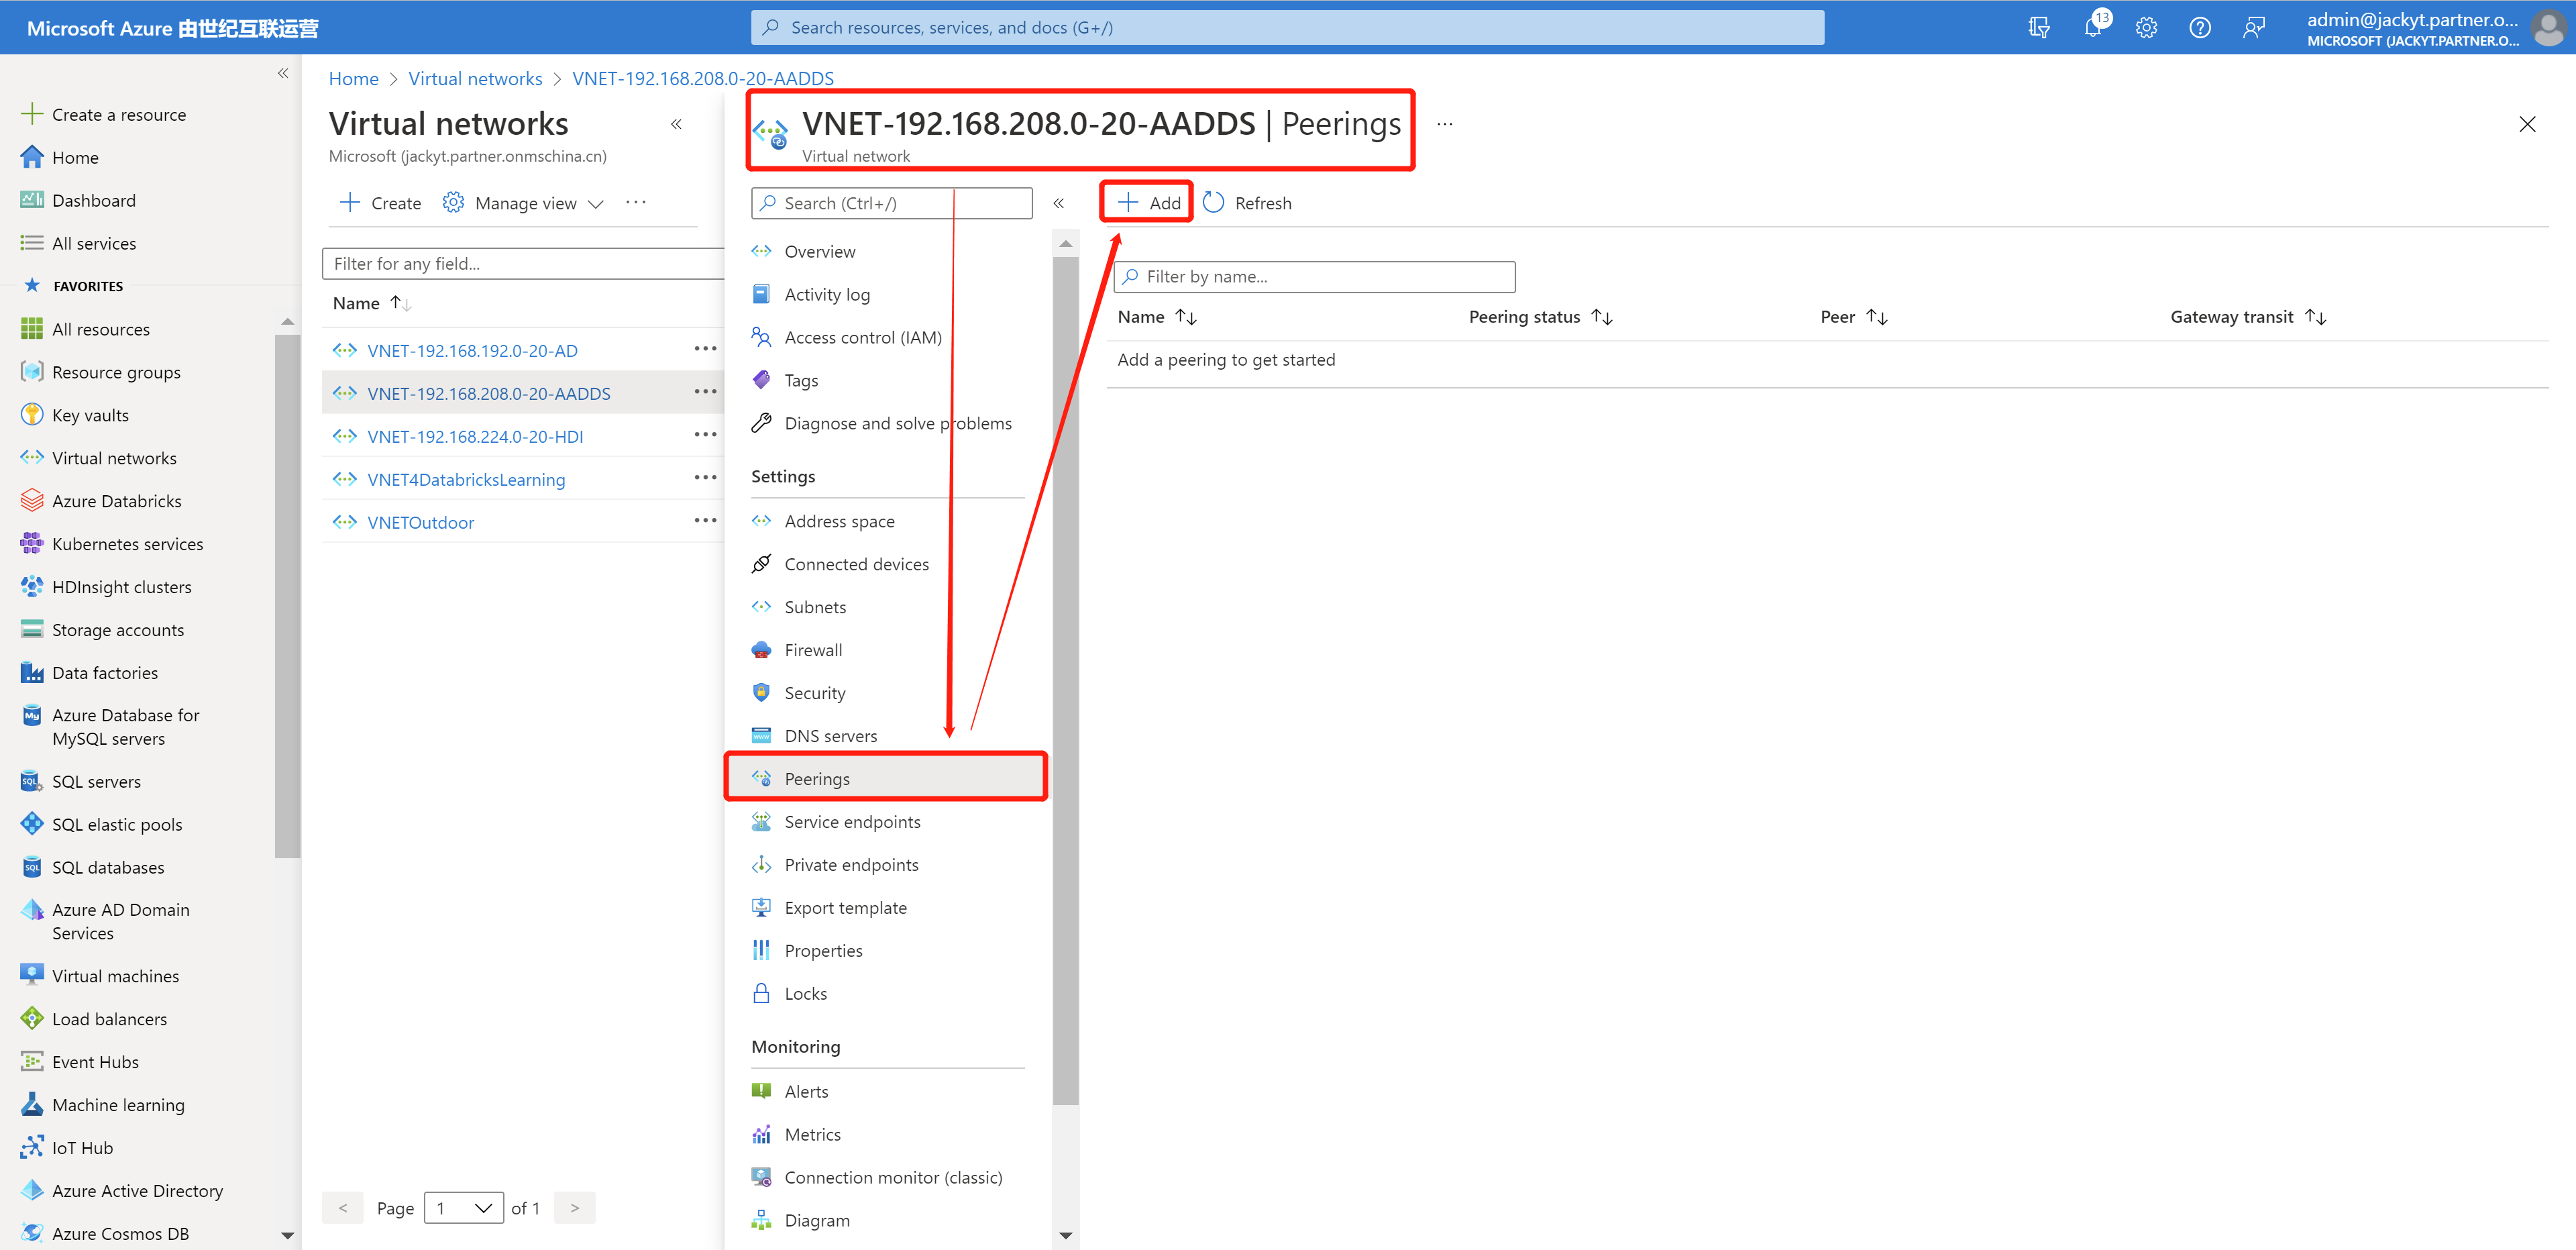 Microsoft Azure 由世纪互联运营
Search resources, services, and docs (G+/)
13
admin@jackyt.partner.o...
MICROSOFT (JACKYT.PARTNER.O...
Create a resource
Home
Dashboard
All services
FAVORITES
All resources
Resource groups
Key vaults
Virtual networks
Azure Databricks
Kubernetes services
HDInsight clusters
Storage accounts
Data factories
Azure Database for
MySQL servers
SQL servers
SQL elastic pools
SQL databases
Azure AD Domain
Services
Virtual machines
Load balancers
Event Hubs
Machine learning
IoT Hub
Azure Active Directory
Azure Cosmos DB
Home > Virtual networks > VNET-192.168.208.0-20-AADDS
Virtual networks
Microsoft (jackyt.partner.onmschina.cn)
Create
Manage view
Filter for any field...
Name
VNET-192.168.192.0-20-AD
VNET-192.168.208.0-20-AADDS
VNET-192.168.224.0-20-HDI
VNET4DatabricksLearning
VNETOutdoor
< Page 1 of 1 >
VNET-192.168.208.0-20-AADDS | Peerings
Virtual network
Search (Ctrl+/)
Overview
Activity log
Access control (IAM)
Tags
Diagnose and solve problems
Settings
Address space
Connected devices
Subnets
Firewall
Security
DNS servers
Peerings
Service endpoints
Private endpoints
Export template
Properties
Locks
Monitoring
Alerts
Metrics
Connection monitor (classic)
Diagram
Add
Refresh
Filter by name...
Name
Peering status
Peer
Gateway transit
Add a peering to get started